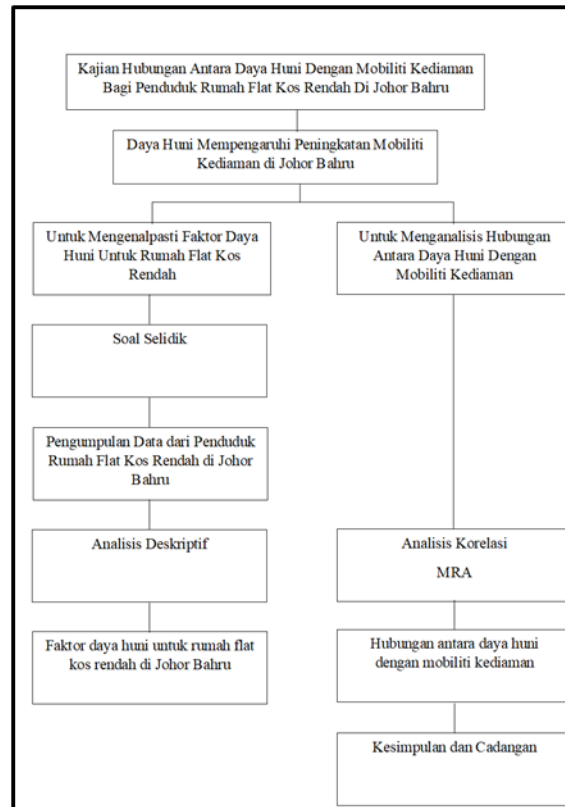 Kajian Hubungan Antara Daya Huni Dengan Mobiliti Kediaman
Bagi Penduduk Rumah Flat Kos Rendah Di Johor Bahru
Daya Huni Mempengaruhi Peningkatan Mobiliti
Kediaman di Johor Bahru
Untuk Mengenalpasti Faktor Daya
Huni Untuk Rumah Flat Kos
Rendah
Untuk Menganalisis Hubungan
Antara Daya Huni Dengan
Mobiliti Kediaman
Soal Selidik
Pengumpulan Data dari Penduduk
Rumah Flat Kos Rendah di Johor
Bahru
Analisis Deskriptif
Analisis Korelasi
MRA
Faktor daya huni untuk rumah flat
kos rendah di Johor Bahru
Hubungan antara daya huni
dengan mobiliti kediaman
Kesimpulan dan Cadangan